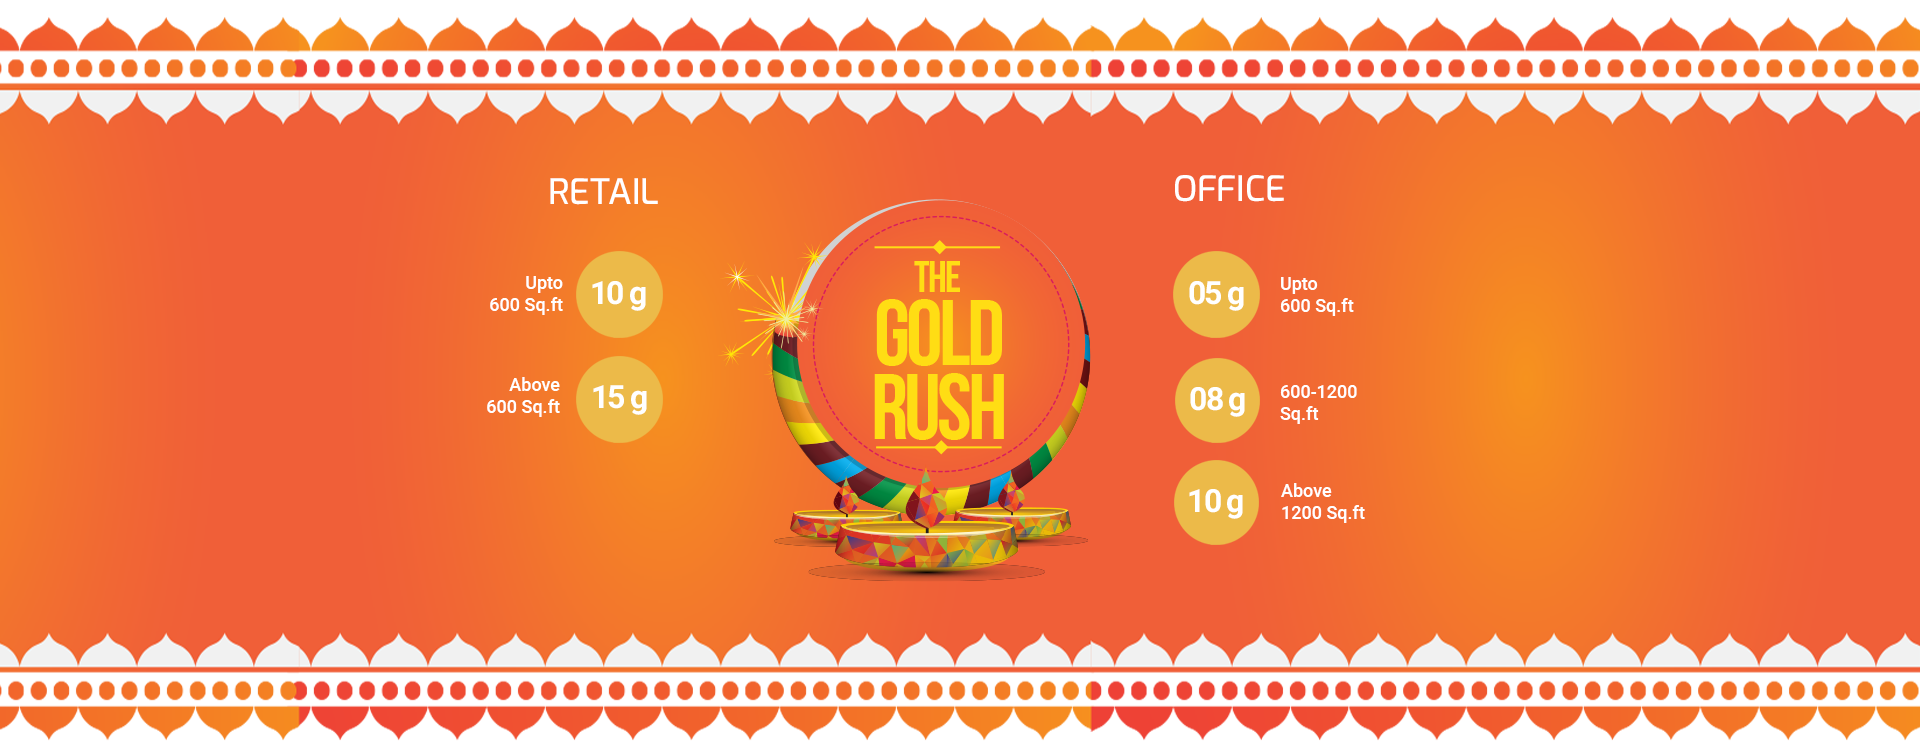 RETAIL
Upto
600 Sq.ft
10 g
Above
600 Sq.ft
15 g
THE
GOLD
RUSH
OFFICE
05 g
Upto
600 Sq.ft
08 g
600-1200
Sq.ft
10 g
Above
1200 Sq.ft